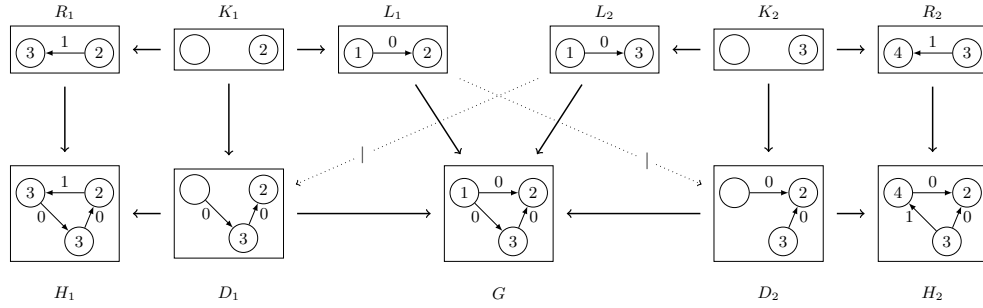 R₁ K₁ L₁ L₂ K₂ R₂
3 1 2 2 1 0 2 1 0 3 3 4 1 3
3 1 2 2 1 0 2 0 2 4 0 2
0 0 0 0 0 0 0 1 0
3 3 3 3 3
H₁ D₁ G D₂ H₂